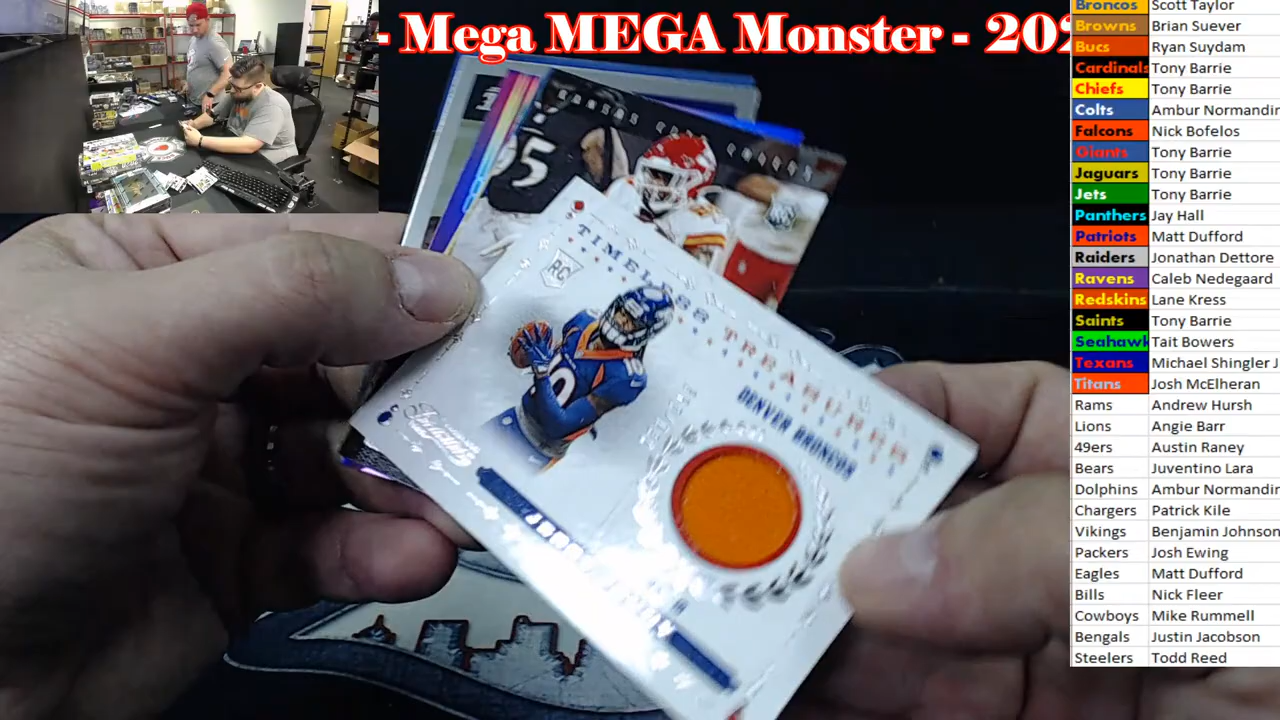 - Mega MEGA Monster - 202
Broncos Scott Taylor
Browns Brian Suever
Bucs Ryan Suydam
Cardinals Tony Barrie
Chiefs Tony Barrie
Colts Ambur Normandin
Falcons Nick Bofelos
Giants Tony Barrie
Jaguars Tony Barrie
Jets Tony Barrie
Panthers Jay Hall
Patriots Matt Dufford
Raiders Jonathan Dettore
Ravens Caleb Nedegaard
Redskins Lane Kress
Saints Tony Barrie
Seahawk Tait Bowers
Texans Michael Shingler J
Titans Josh McElheran
Rams Andrew Hursh
Lions Angie Barr
49ers Austin Raney
Bears Juventino Lara
Dolphins Ambur Normandin
Chargers Patrick Kile
Vikings Benjamin Johnson
Packers Josh Ewing
Eagles Matt Dufford
Bills Nick Fleer
Cowboys Mike Rummell
Bengals Justin Jacobson
Steelers Todd Reed
KANSAS CITY CHIEFS
TIMELESS TREASURES
RC
DENVER BRONCOS